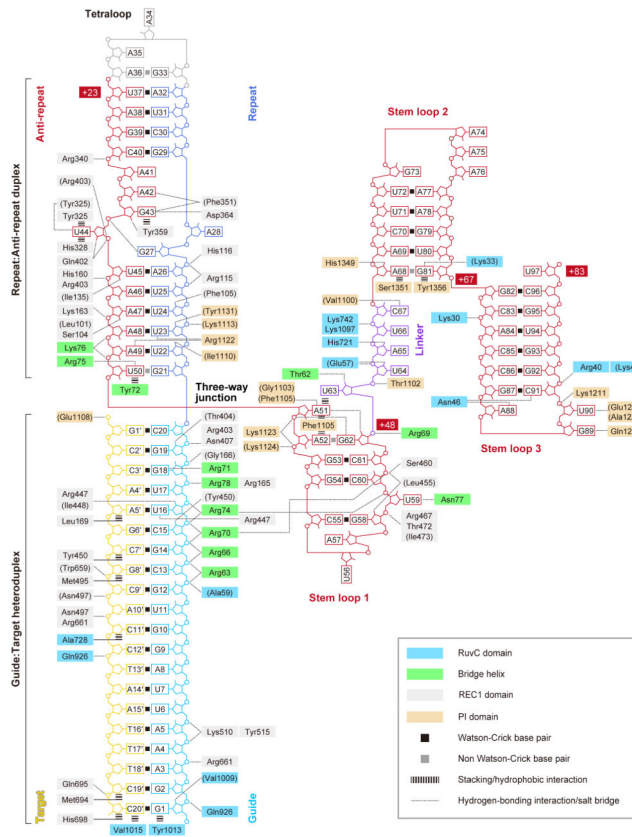 Tetraloop
A34
A35
A36 G33
+23
U37 A32
Anti-repeat
Repeat
A38 U31
G39 C30
C40 G29
Arg340
A41
(Arg403)
A42
(Phe351)
(Tyr325)
G43
Asp364
Tyr325
U44
Tyr359
A28
His328
G27
His116
Gln402
His160
U45 A26
Arg403
Arg115
(Ile135)
A46 U25
(Phe105)
Lys163
A47 U24
(Tyr1131)
(Leu101)
(Lys1113)
Ser104
A48 U23
Arg1122
Lys76
A49 U22
(Ile1110)
Arg75
U50 G21
Tyr72
Repeat:Anti-repeat duplex
Three-way
junction
Stem loop 2
A74
A75
G73
A76
U72 A77
U71 A78
C70 G79
A69 U80
His1349
A68 G81
(Lys33)
Ser1351
Tyr1356
+67
(Val1100)
C67
Lys742
U66
Lys1097
His721
A65
Linker
(Glu57)
U64
Thr62
Thr1102
(Gly1103)
U63
(Phe1105)
A51
Phe1105
+48
Lys1123
A52 G62
Arg69
(Lys1124)
G53 C61
Ser460
G54 C60
(Leu455)
U59
Asn77
C55 G58
Arg467
Thr472
A57
(Ile473)
U56
Stem loop 1
U97
+83
G82 C96
Lys30
G83 C95
A84 U94
C85 G93
Arg40
C86 G92
G87 C91
Lys1211
Asn46
A88
U90
G89
Stem loop 3
(Glu1108)
G1' C20
(Thr404)
Arg403
C2' G19
Asn407
(Gly166)
C3' G18
Arg71
A4' U17
Arg78
Arg165
Arg447
(Tyr450)
(Ile448)
A5' U16
Arg74
Leu169
Arg447
G6' C15
Arg70
Tyr450
C7' G14
Arg66
(Trp659)
G8' C13
Arg63
Met495
(Asn497)
C9' G12
(Ala59)
Asn497
A10' U11
Arg661
C11' G10
Ala728
C12' G9
Gln926
T13' A8
A14' U7
A15' U6
T16' A5
Lys510 Tyr515
T17' A4
Arg661
T18' A3
(Val1009)
Gln695
C19' G2
Met694
C20' G1
Gln926
His698
Val1015 Tyr1013
Guide:Target heteroduplex
Target
Guide
RuvC domain
Bridge helix
REC1 domain
PI domain
Watson-Crick base pair
Non Watson-Crick base pair
Stacking/hydrophobic interaction
Hydrogen-bonding interaction/salt bridge